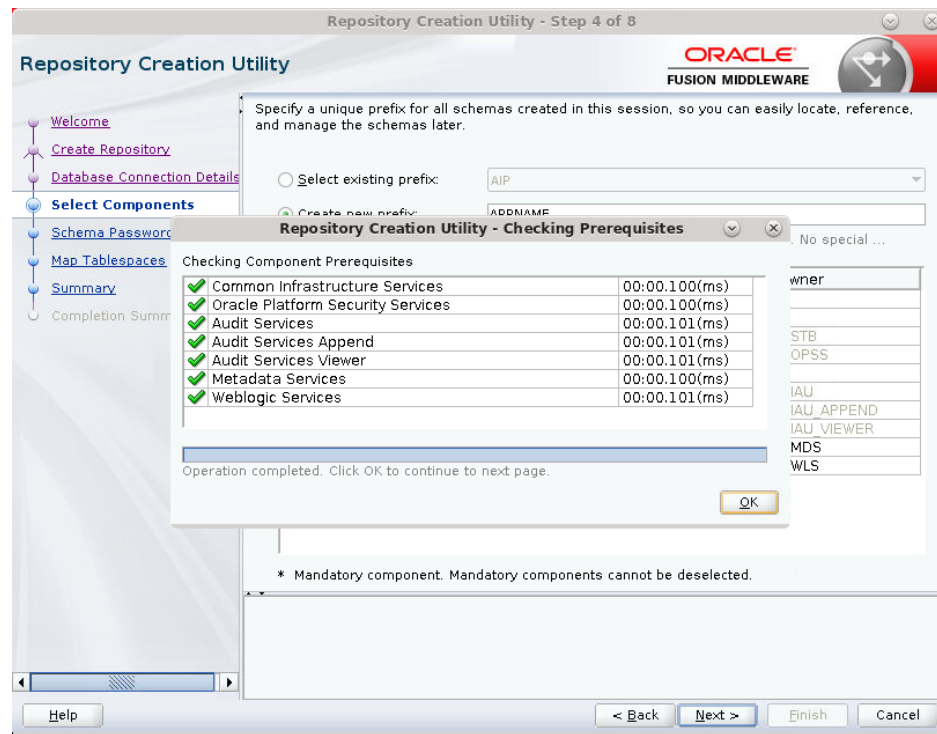 Repository Creation Utility - Step 4 of 8
Repository Creation Utility
ORACLE
FUSION MIDDLEWARE
Welcome
Create Repository
Database Connection Details
Select Components
Schema Password
Map Tablespaces
Summary
Completion Summ
Specify a unique prefix for all schemas created in this session, so you can easily locate, reference,
and manage the schemas later.
Select existing prefix:
AIP
Create new prefix:
APPNAME
. No special ...
wner
STB
OPSS
IAU
IAU_APPEND
IAU_VIEWER
MDS
WLS
Repository Creation Utility - Checking Prerequisites
Checking Component Prerequisites
Common Infrastructure Services 00:00.100(ms)
Oracle Platform Security Services 00:00.100(ms)
Audit Services 00:00.101(ms)
Audit Services Append 00:00.101(ms)
Audit Services Viewer 00:00.101(ms)
Metadata Services 00:00.100(ms)
Weblogic Services 00:00.101(ms)
Operation completed. Click OK to continue to next page.
OK
* Mandatory component. Mandatory components cannot be deselected.
Help
< Back
Next >
Finish
Cancel